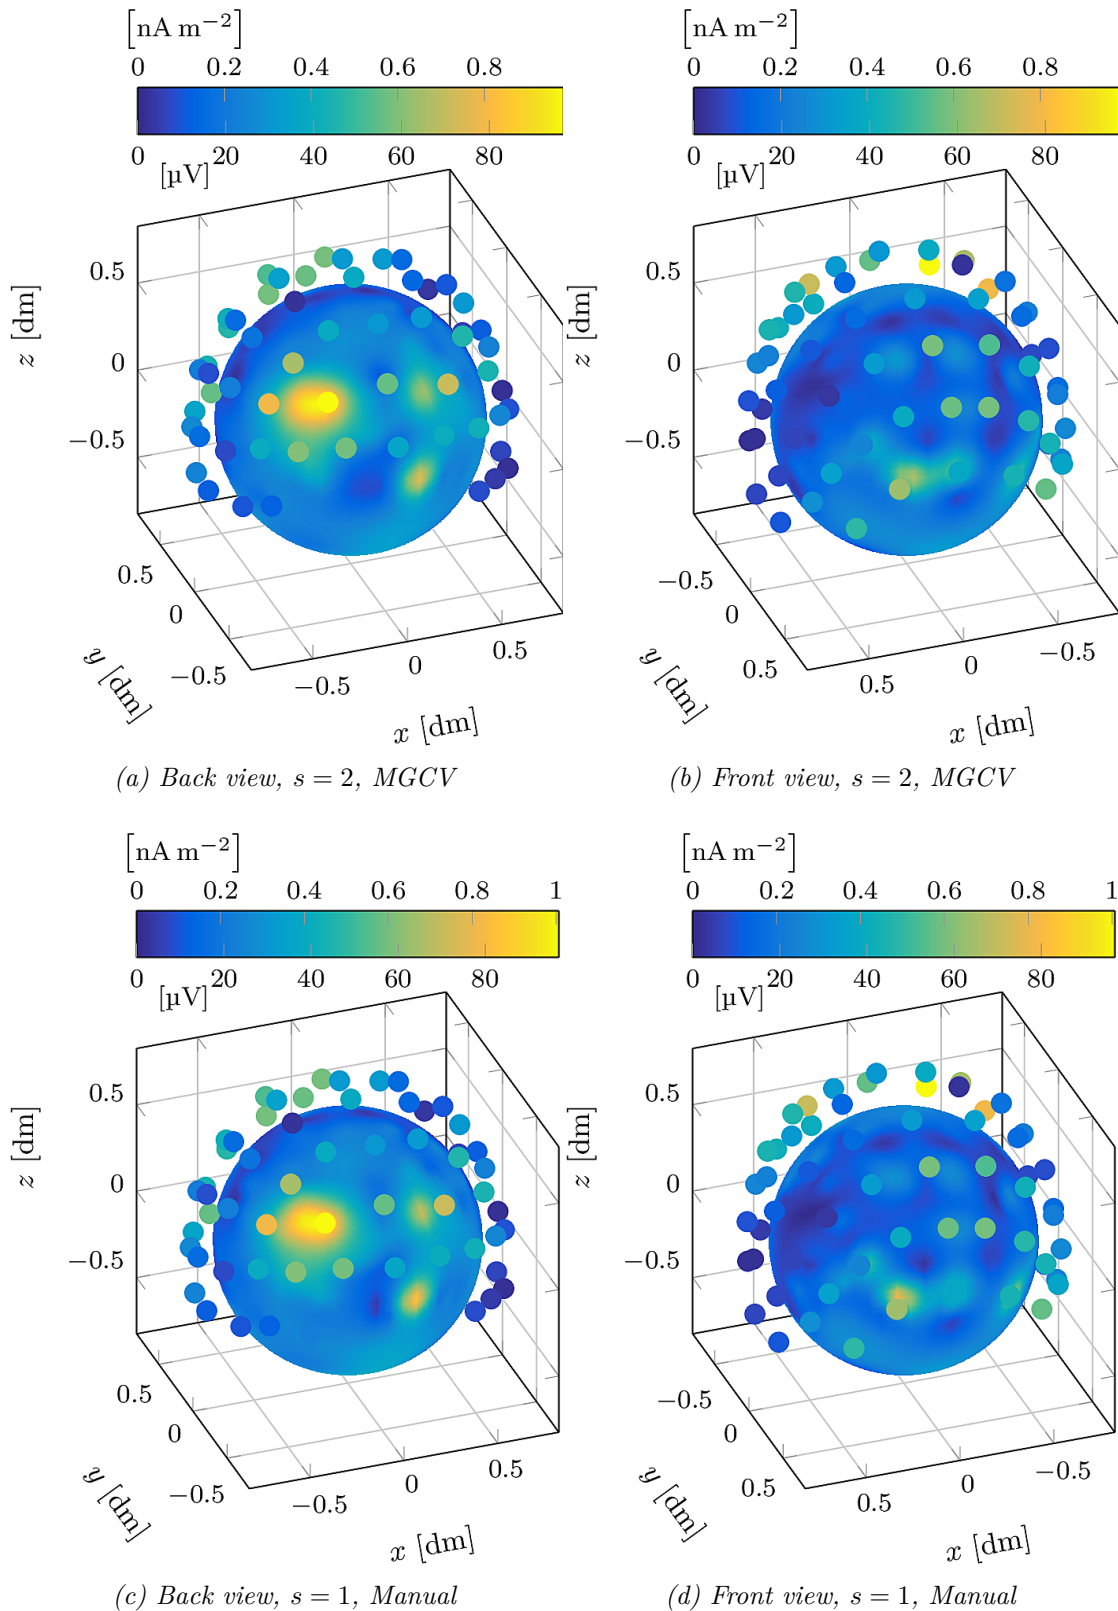 [nA m−2] [nA m−2]
0 0.2 0.4 0.6 0.8 0 0.2 0.4 0.6 0.8
0 20 40 60 80 0 20 40 60 80
[µV] [µV]
0.5 0.5
z [dm] z [dm]
0 0
−0.5 −0.5
0.5 −0.5
0 0
−0.5 0.5
y [dm] y [dm]
−0.5 0 0.5 0.5 0 −0.5
x [dm] x [dm]
(a) Back view, s = 2, MGCV (b) Front view, s = 2, MGCV
[nA m−2] [nA m−2]
0 0.2 0.4 0.6 0.8 1 0 0.2 0.4 0.6 0.8 1
0 20 40 60 80 0 20 40 60 80
[µV] [µV]
0.5 0.5
z [dm] z [dm]
0 0
−0.5 −0.5
0.5 −0.5
0 0
−0.5 0.5
y [dm] y [dm]
−0.5 0 0.5 0.5 0 −0.5
x [dm] x [dm]
(c) Back view, s = 1, Manual (d) Front view, s = 1, Manual